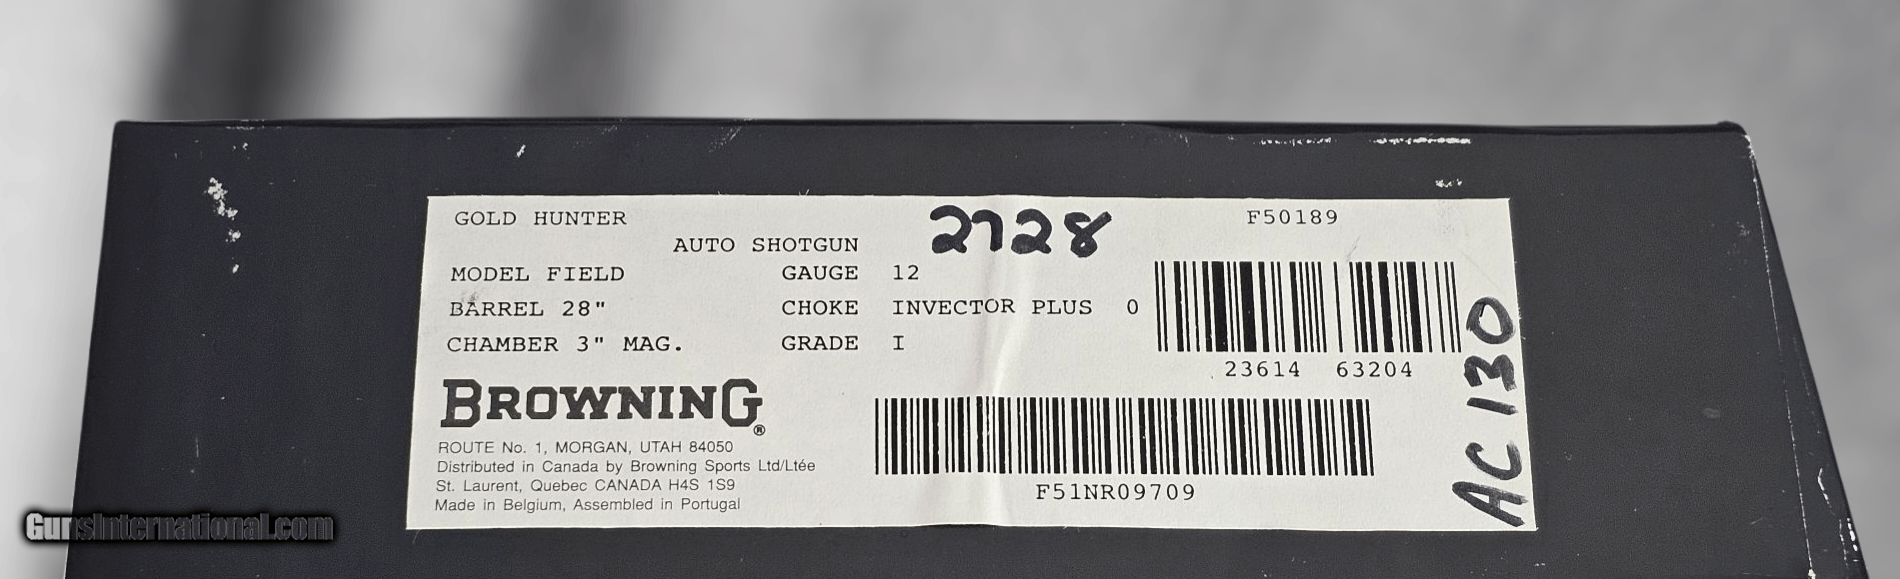 GOLD HUNTER
AUTO SHOTGUN
2728
F50189
MODEL FIELD GAUGE 12
BARREL 28" CHOKE INVECTOR PLUS 0
CHAMBER 3" MAG. GRADE I
23614 63204
AC 130
BROWNING®
ROUTE No. 1, MORGAN, UTAH 84050
Distributed in Canada by Browning Sports Ltd/Ltée
St. Laurent, Quebec CANADA H4S 1S9
Made in Belgium, Assembled in Portugal
F51NR09709
GunsInternational.com